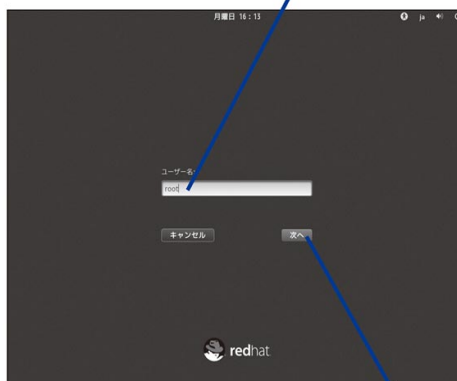 月曜日 16：13
ja
ユーザー名:
root
キャンセル
次へ
redhat.